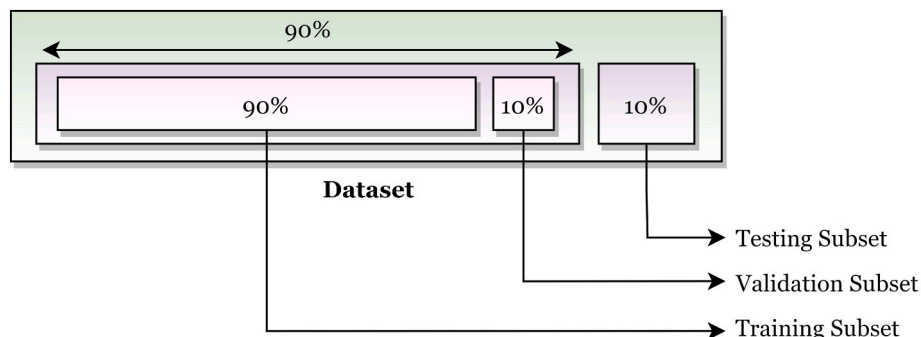 90%
90%
10%
10%
Dataset
Testing Subset
Validation Subset
Training Subset